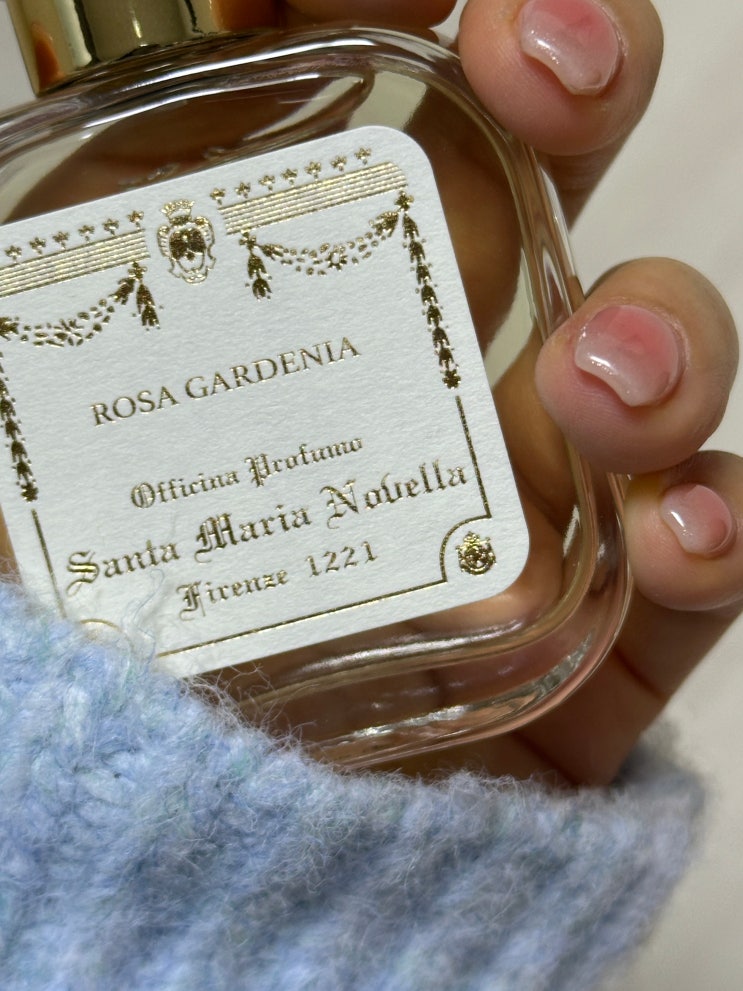 ROSA GARDENIA
Officina Profumo
Santa Maria Novella
Firenze 1221